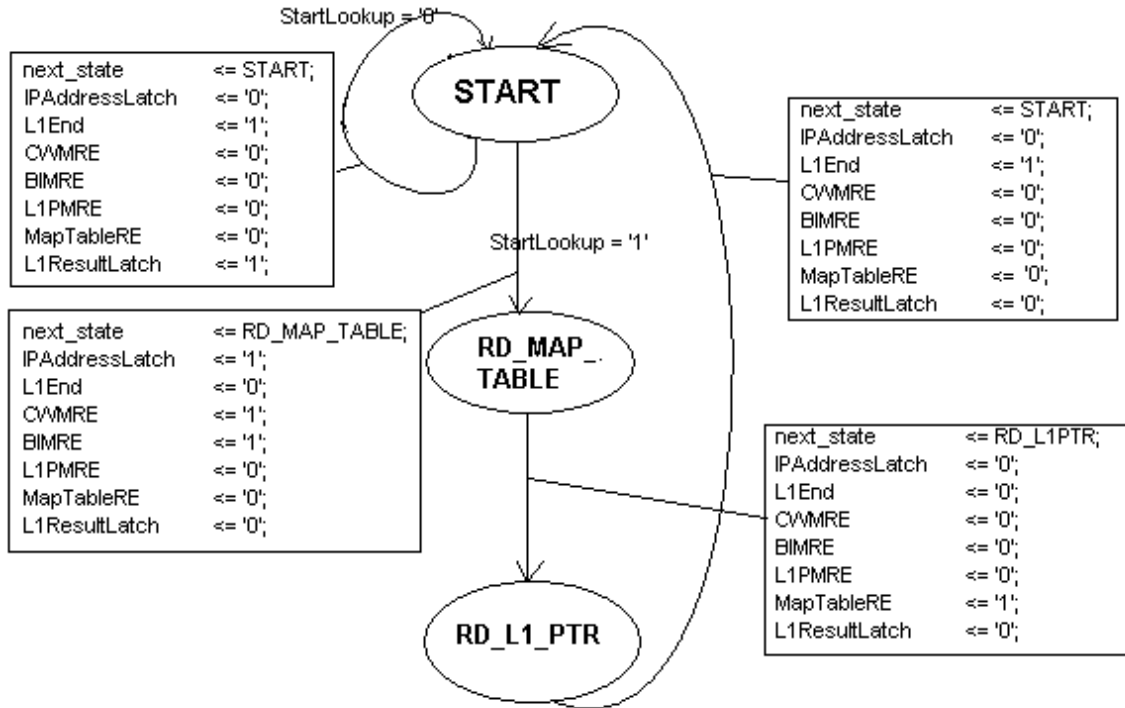 StartLookup = '0'
next_state <= START;
IPAddressLatch <= '0';
L1End <= '1';
CWMRE <= '0';
BIMRE <= '0';
L1PMRE <= '0';
MapTableRE <= '0';
L1ResultLatch <= '1';
START
next_state <= START;
IPAddressLatch <= '0';
L1End <= '1';
CWMRE <= '0';
BIMRE <= '0';
L1PMRE <= '0';
MapTableRE <= '0';
L1ResultLatch <= '0';
StartLookup = '1'
next_state <= RD_MAP_TABLE;
IPAddressLatch <= '1';
L1End <= '0';
CWMRE <= '1';
BIMRE <= '1';
L1PMRE <= '0';
MapTableRE <= '0';
L1ResultLatch <= '0';
RD_MAP_
TABLE
next_state <= RD_L1PTR;
IPAddressLatch <= '0';
L1End <= '0';
CWMRE <= '0';
BIMRE <= '0';
L1PMRE <= '0';
MapTableRE <= '1';
L1ResultLatch <= '0';
RD_L1_PTR